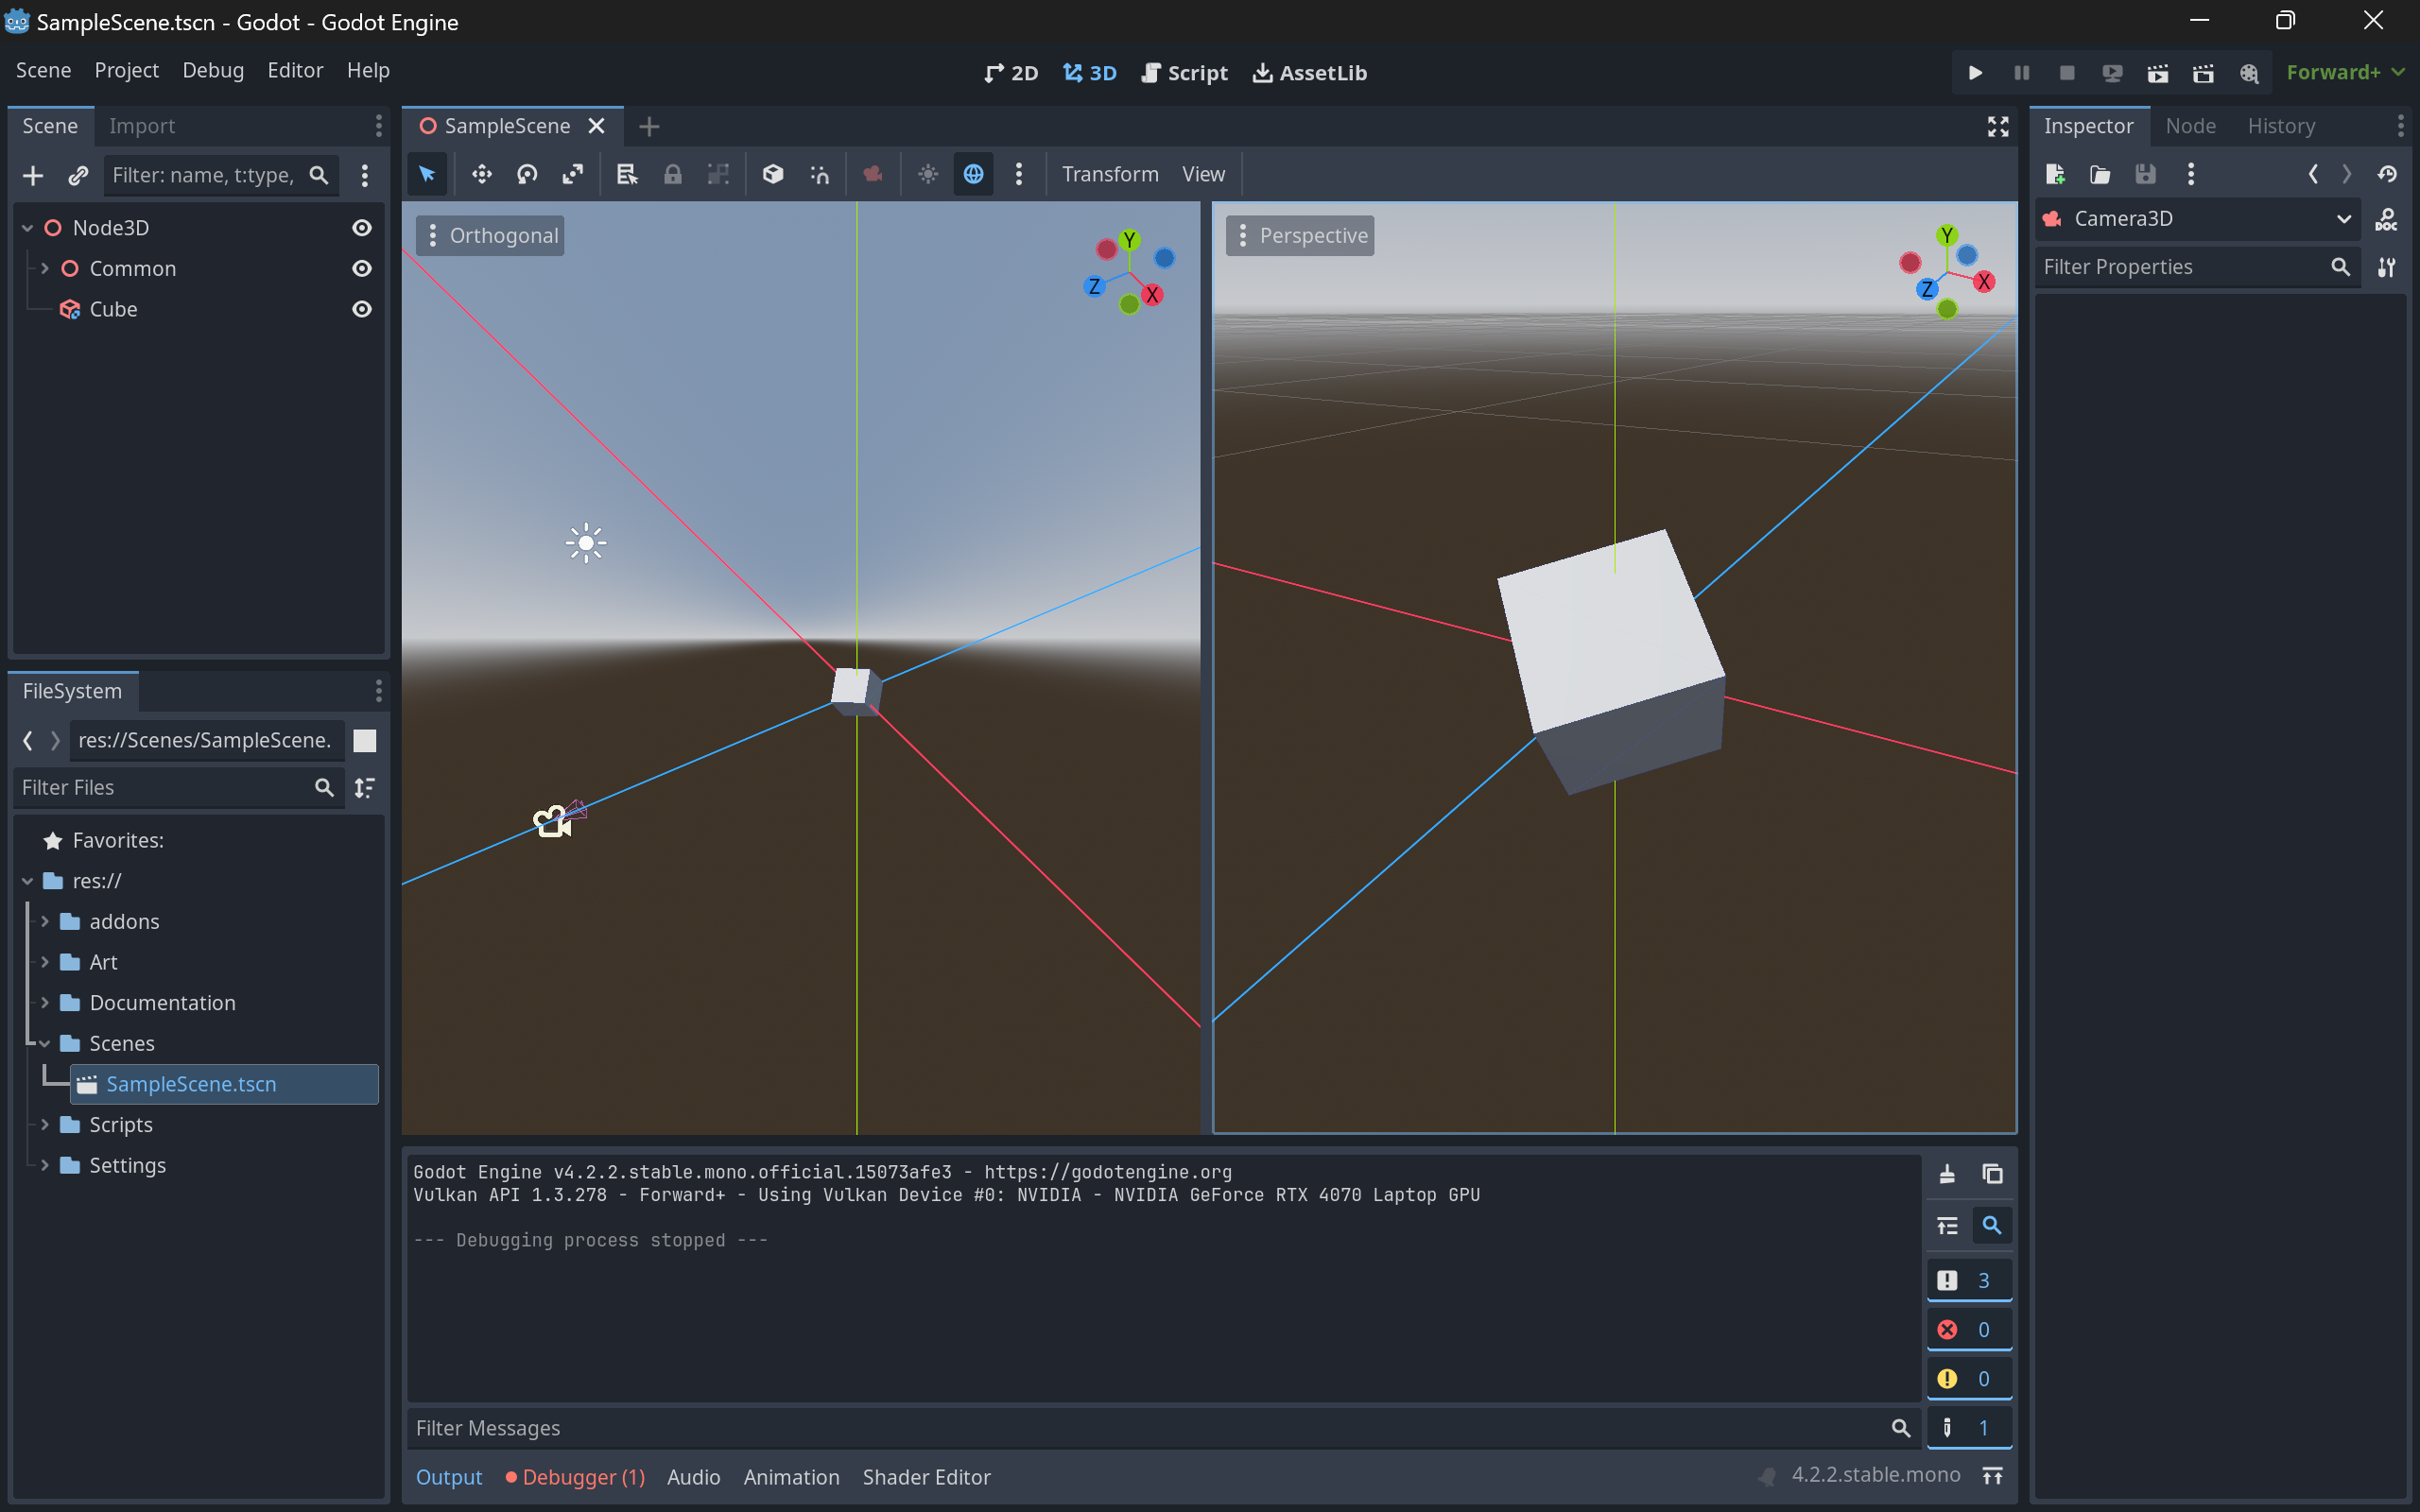 SampleScene.tscn - Godot - Godot Engine
Scene Project Debug Editor Help
2D 3D Script AssetLib
Forward+
Scene Import
Filter: name, t:type,
Node3D
Common
Cube
FileSystem
res://Scenes/SampleScene.
Filter Files
Favorites:
res://
addons
Art
Documentation
Scenes
SampleScene.tscn
Scripts
Settings
SampleScene
Transform View
Orthogonal
Y
Z
X
Perspective
Y
Z
X
Godot Engine v4.2.2.stable.mono.official.15073afe3 - https://godotengine.org
Vulkan API 1.3.278 - Forward+ - Using Vulkan Device #0: NVIDIA - NVIDIA GeForce RTX 4070 Laptop GPU
--- Debugging process stopped ---
3
0
0
1
Filter Messages
Output Debugger (1) Audio Animation Shader Editor
4.2.2.stable.mono
Inspector Node History
Camera3D
DOC
Filter Properties